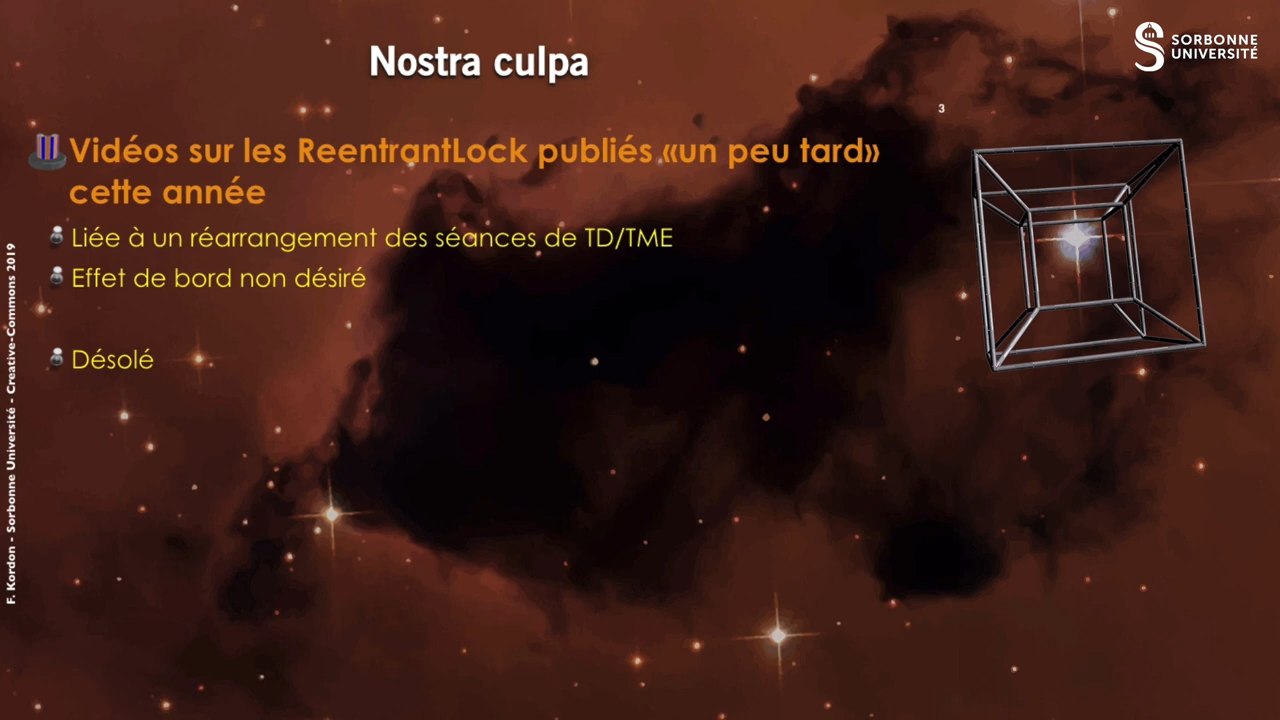 Nostra culpa
SORBONNE
UNIVERSITÉ
3
Vidéos sur les ReentrantLock publiés «un peu tard»
cette année
Liée à un réarrangement des séances de TD/TME
Effet de bord non désiré
Désolé
F. Kordon - Sorbonne Université - Creative-Commons 2019